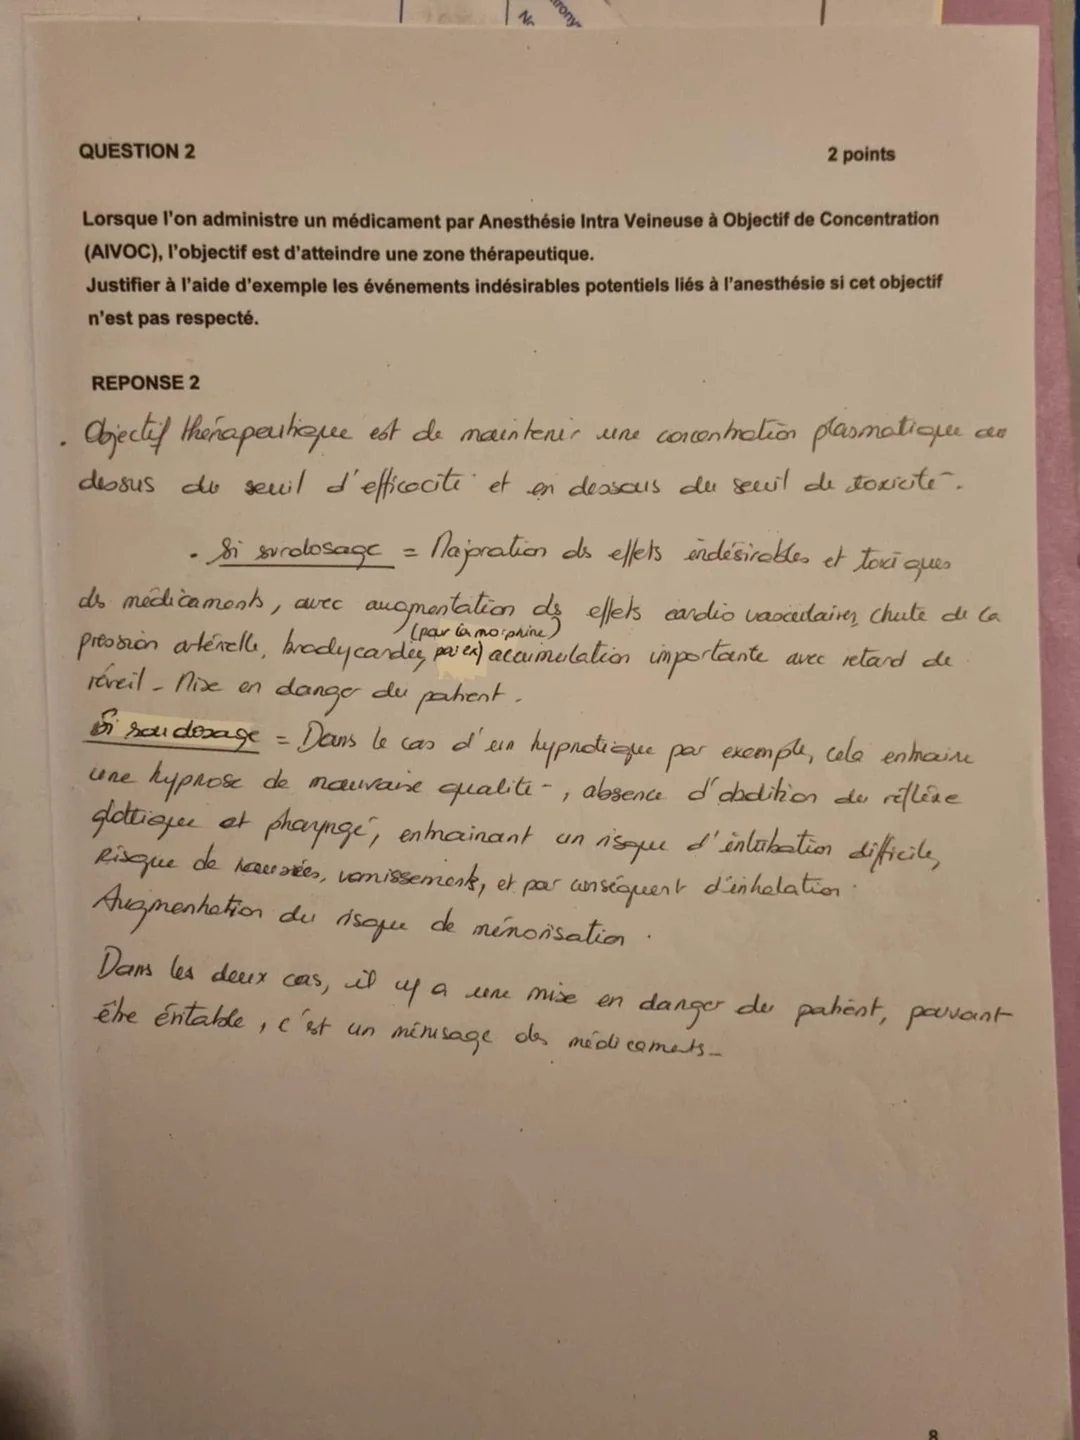 QUESTION 2
2 points
Lorsque l'on administre un médicament par Anesthésie Intra Veineuse à Objectif de Concentration
(AIVOC), l'objectif est d'atteindre une zone thérapeutique.
Justifier à l'aide d'exemple les événements indésirables potentiels liés à l'anesthésie si cet objectif
n'est pas respecté.
REPONSE 2
. Objectif thérapeutique est de maintenir une concentration plasmatique au
dessus du seuil d'efficacité et en dessous du seuil de toxicité.
. Si surdosage = Majoration ds effets indésirables et toxiques
ds médicaments, avec augmentation ds effets cardio vasculaires, chute de la
(par la morphine)
pression artérielle, bradycardie, par ex) accumulation importante avec retard de
réveil - Mise en danger du patient.
Si sousdosage = Dans le cas d'un hypnotique par exemple, cela entraine
une hypnose de mauvaise qualité, absence d'abolition du réflexe
glottique et pharyngé, entrainant un risque d'intubation difficile,
Risque de nausées, vomissements, et par conséquent d'inhalation.
Augmentation du risque de mémorisation.
Dans les deux cas, il y a une mise en danger du patient, pouvant
être évitable, c'est un mésusage des médicaments.
8